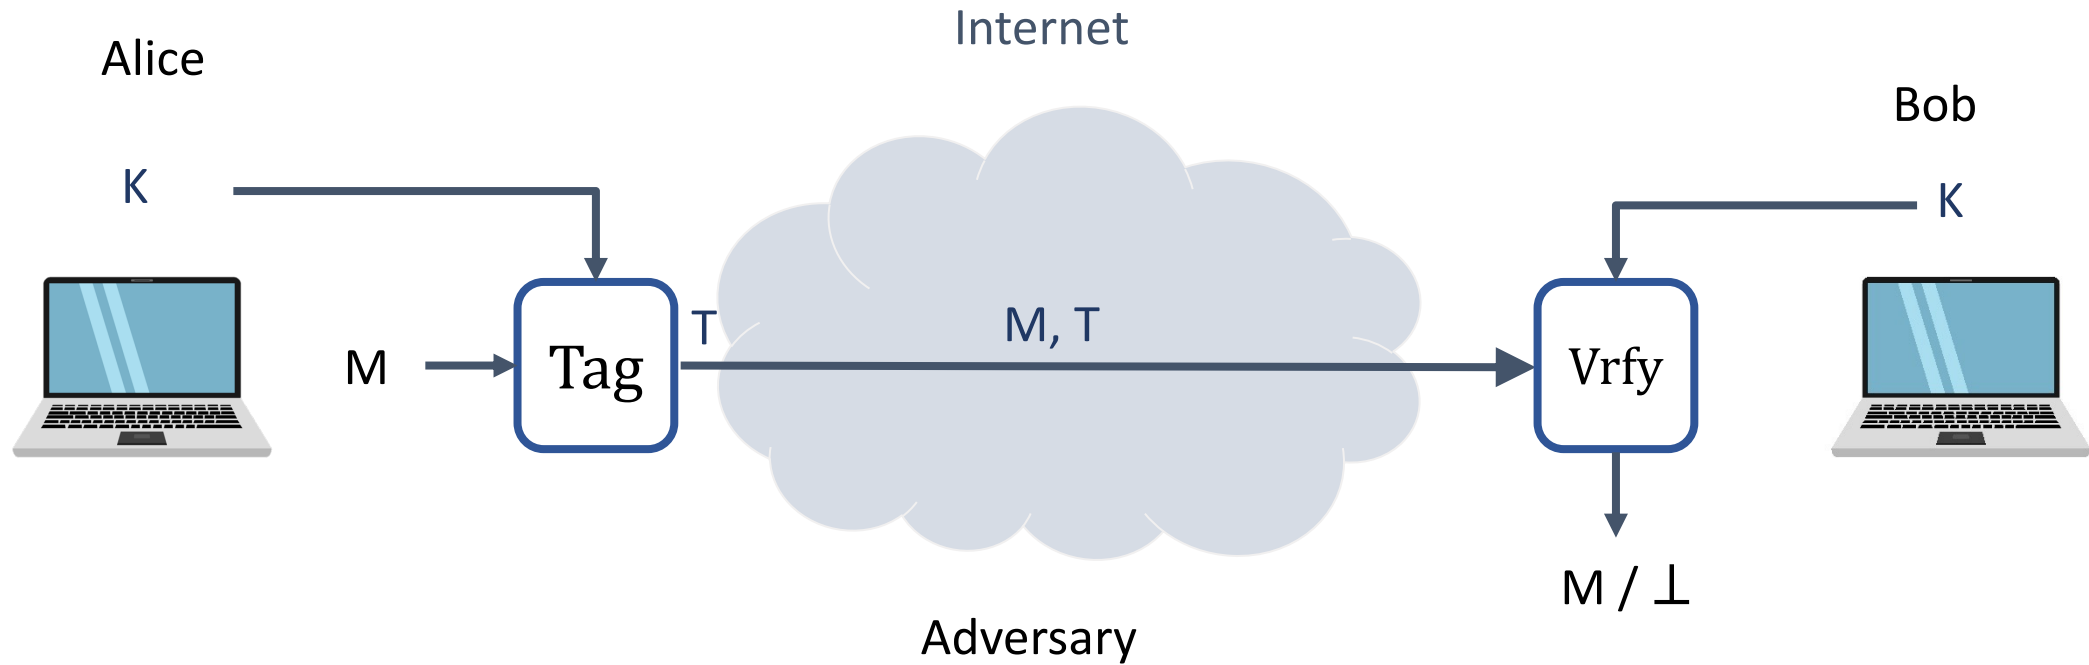 Internet
Alice
Bob
K
K
T
M, T
M
Tag
Vrfy
M / ⊥
Adversary